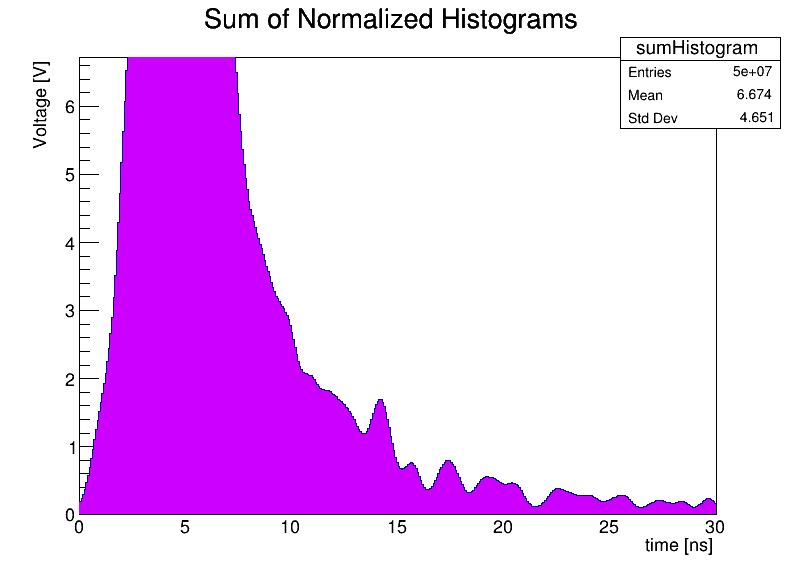 Sum of Normalized Histograms
sumHistogram
Entries 5e+07
Mean 6.674
Std Dev 4.651
Voltage [V]
6
5
4
3
2
1
0
0 5 10 15 20 25 30
time [ns]